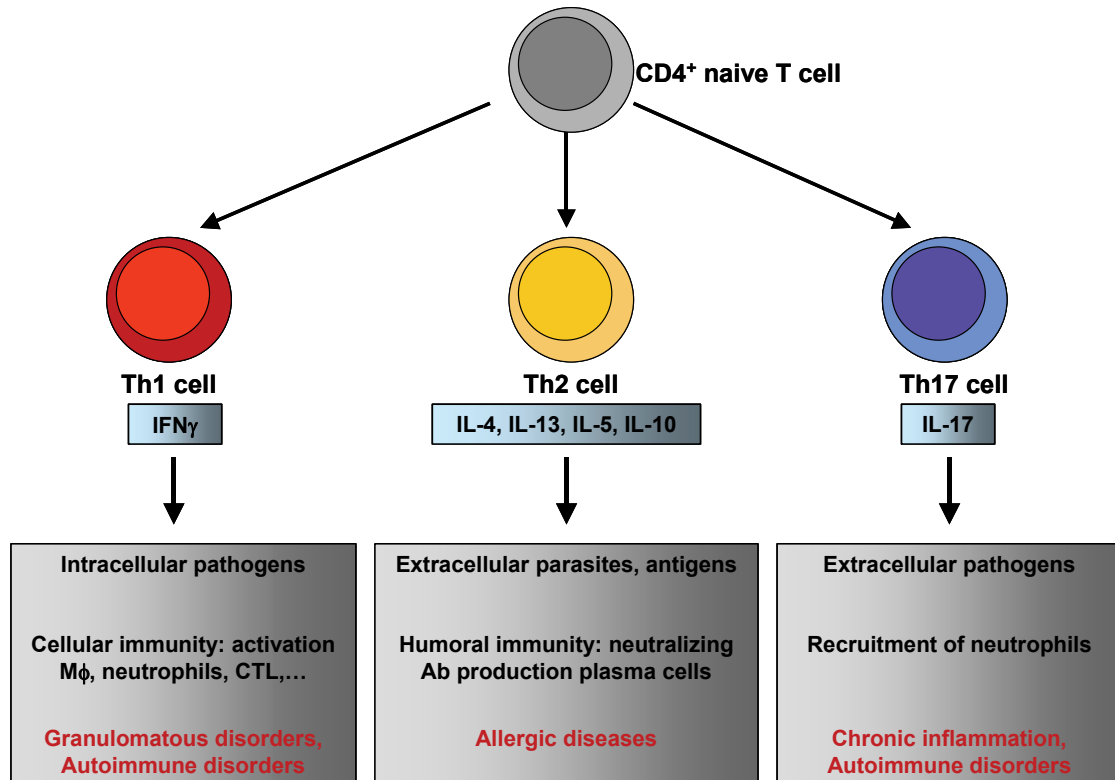 CD4⁺ naive T cell
Th1 cell
IFNγ
Th2 cell
IL-4, IL-13, IL-5, IL-10
Th17 cell
IL-17
Intracellular pathogens
Cellular immunity: activation
Mϕ, neutrophils, CTL,…
Granulomatous disorders,
Autoimmune disorders
Extracellular parasites, antigens
Humoral immunity: neutralizing
Ab production plasma cells
Allergic diseases
Extracellular pathogens
Recruitment of neutrophils
Chronic inflammation,
Autoimmune disorders